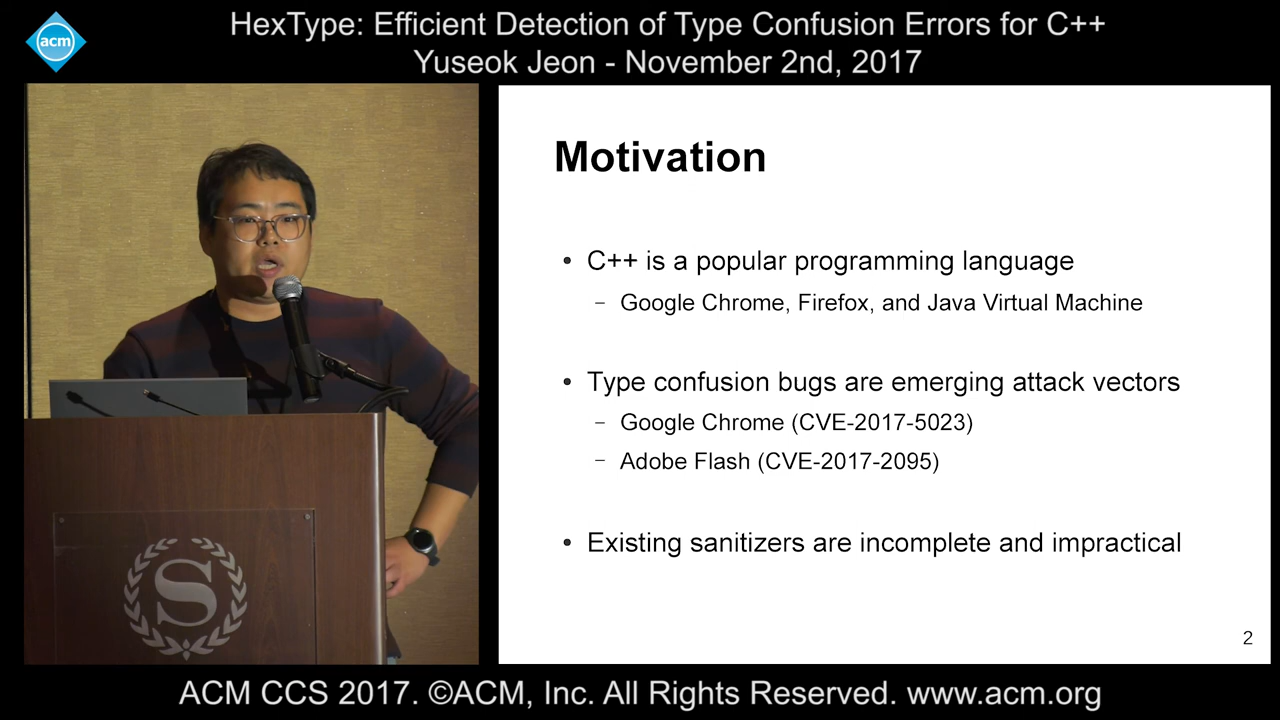 acm
HexType: Efficient Detection of Type Confusion Errors for C++
Yuseok Jeon - November 2nd, 2017
Motivation
• C++ is a popular programming language
– Google Chrome, Firefox, and Java Virtual Machine
• Type confusion bugs are emerging attack vectors
– Google Chrome (CVE-2017-5023)
– Adobe Flash (CVE-2017-2095)
• Existing sanitizers are incomplete and impractical
2
S
ACM CCS 2017. ©ACM, Inc. All Rights Reserved. www.acm.org